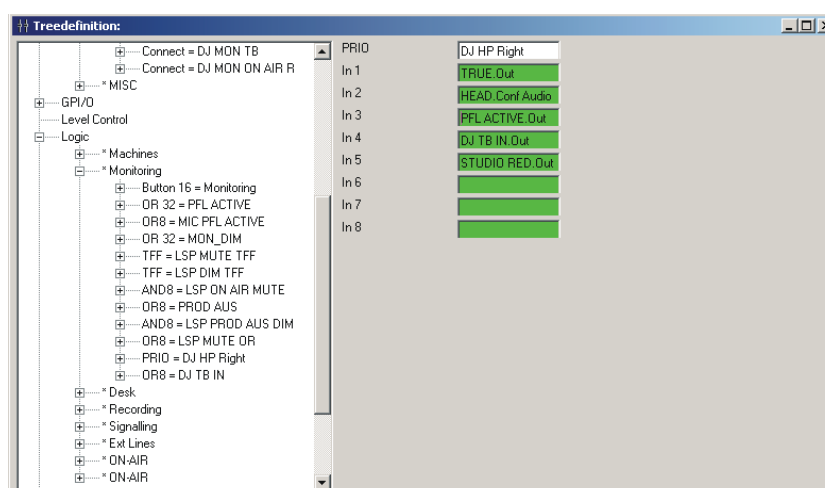 Treedefinition:
Connect = DJ MON TB
Connect = DJ MON ON AIR R
* MISC
GPI/O
Level Control
Logic
* Machines
* Monitoring
Button 16 = Monitoring
OR 32 = PFL ACTIVE
OR8 = MIC PFL ACTIVE
OR 32 = MON_DIM
TFF = LSP MUTE TFF
TFF = LSP DIM TFF
AND8 = LSP ON AIR MUTE
OR8 = PROD AUS
AND8 = LSP PROD AUS DIM
OR8 = LSP MUTE OR
PRIO = DJ HP Right
OR8 = DJ TB IN
* Desk
* Recording
* Signalling
* Ext Lines
* ON-AIR
* ON-AIR
PRIO DJ HP Right
In 1 TRUE.Out
In 2 HEAD.Conf Audio
In 3 PFL ACTIVE.Out
In 4 DJ TB IN.Out
In 5 STUDIO RED.Out
In 6
In 7
In 8